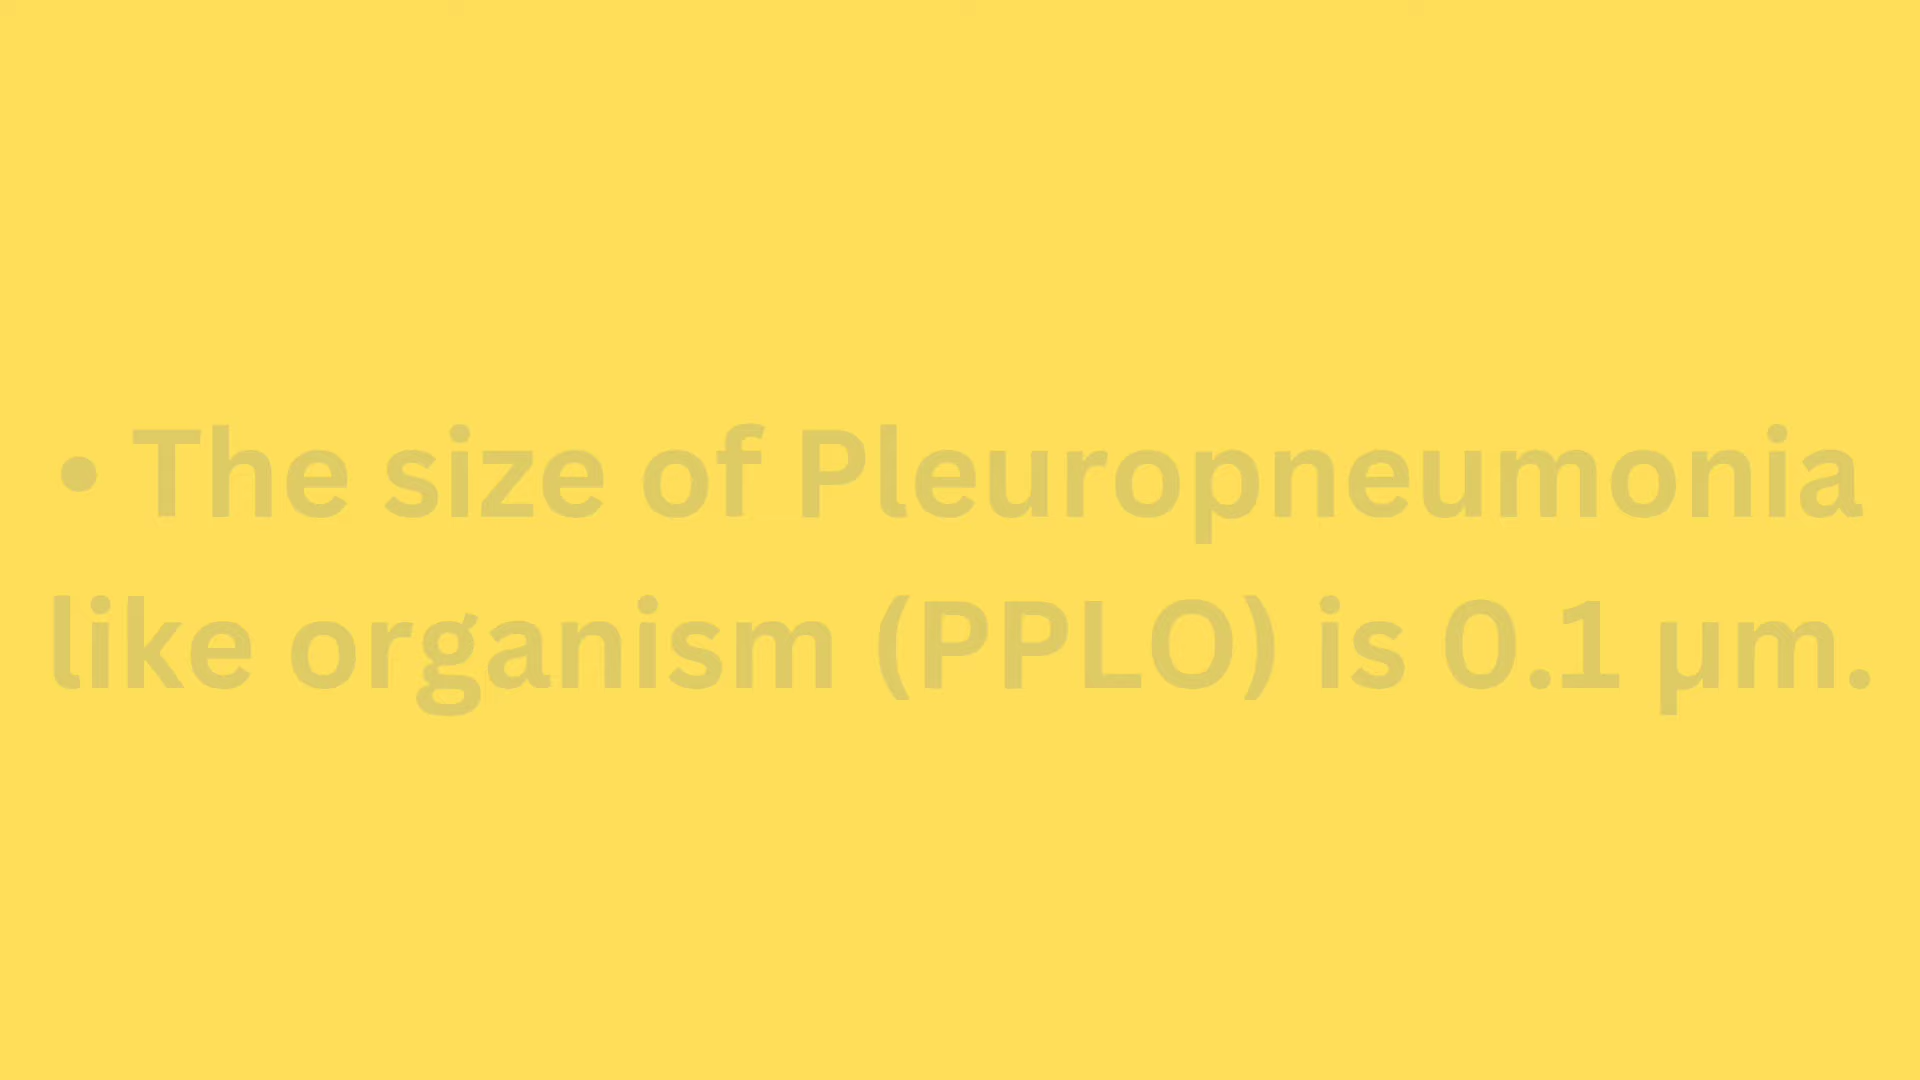 • The size of Pleuropneumonia
like organism (PPLO) is 0.1 µm.